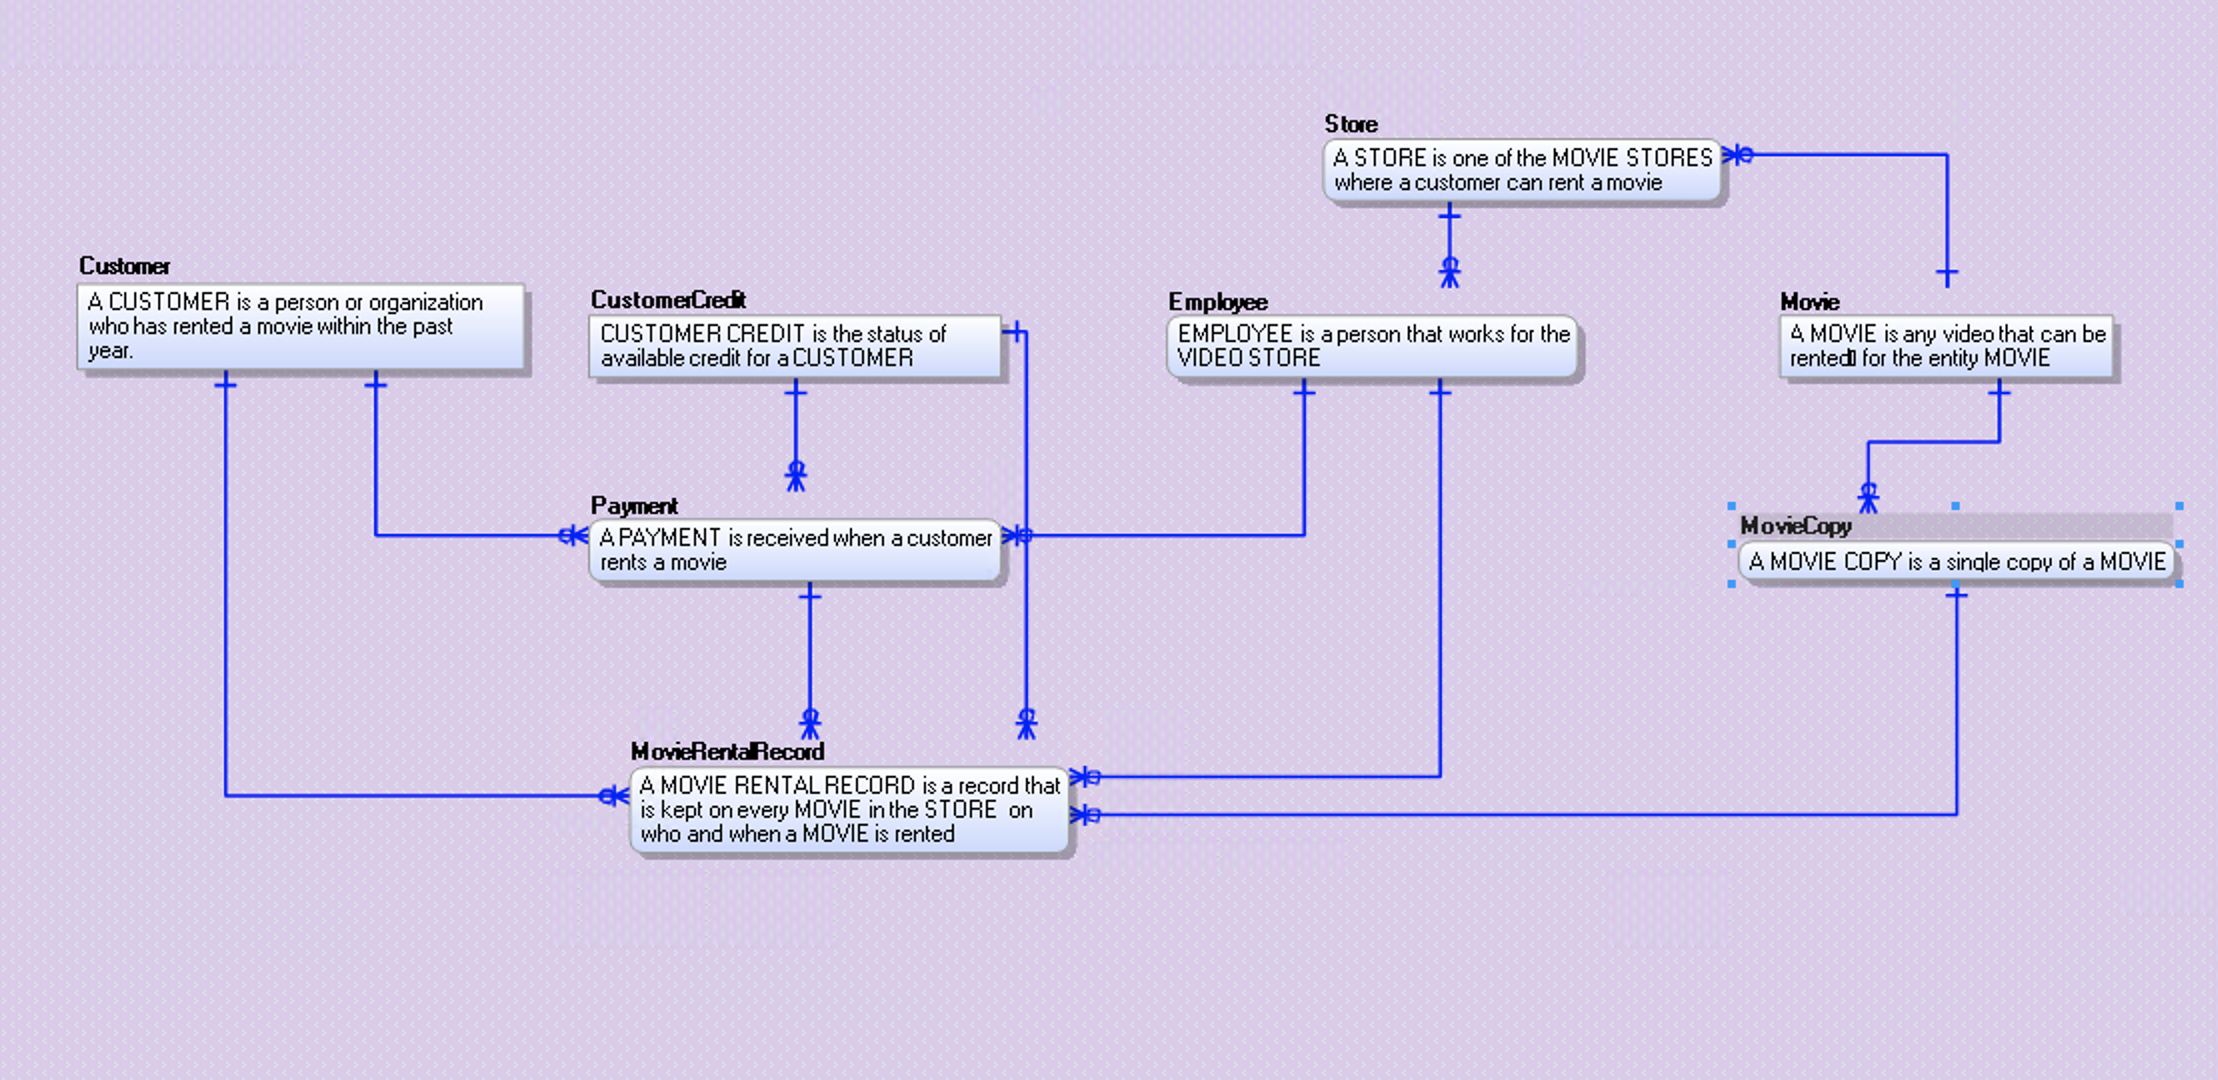 Store
A STORE is one of the MOVIE STORES
where a customer can rent a movie
Customer
A CUSTOMER is a person or organization
who has rented a movie within the past
year.
CustomerCredit
CUSTOMER CREDIT is the status of
available credit for a CUSTOMER
Employee
EMPLOYEE is a person that works for the
VIDEO STORE
Movie
A MOVIE is any video that can be
rented▯ for the entity MOVIE
Payment
A PAYMENT is received when a customer
rents a movie
MovieCopy
A MOVIE COPY is a single copy of a MOVIE
MovieRentalRecord
A MOVIE RENTAL RECORD is a record that
is kept on every MOVIE in the STORE on
who and when a MOVIE is rented